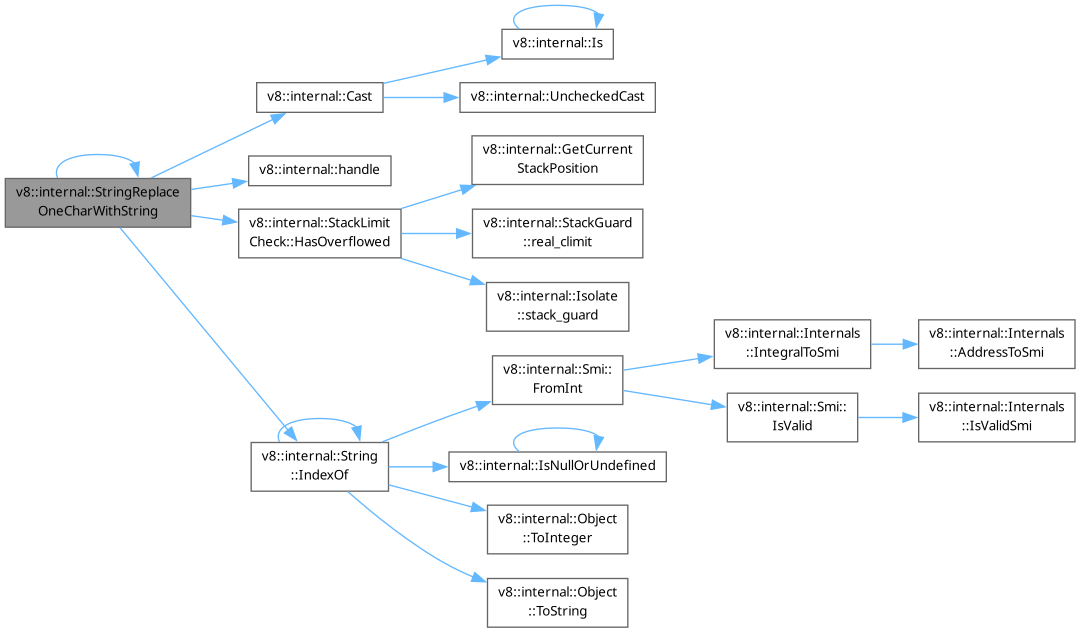 v8::internal::Is
v8::internal::Cast
v8::internal::UncheckedCast
v8::internal::GetCurrent
StackPosition
v8::internal::handle
v8::internal::StringReplace
OneCharWithString
v8::internal::StackLimit
Check::HasOverflowed
v8::internal::StackGuard
::real_climit
v8::internal::Isolate
::stack_guard
v8::internal::Internals
::IntegralToSmi
v8::internal::Internals
::AddressToSmi
v8::internal::Smi::
FromInt
v8::internal::Smi::
IsValid
v8::internal::Internals
::IsValidSmi
v8::internal::String
::IndexOf
v8::internal::IsNullOrUndefined
v8::internal::Object
::ToInteger
v8::internal::Object
::ToString